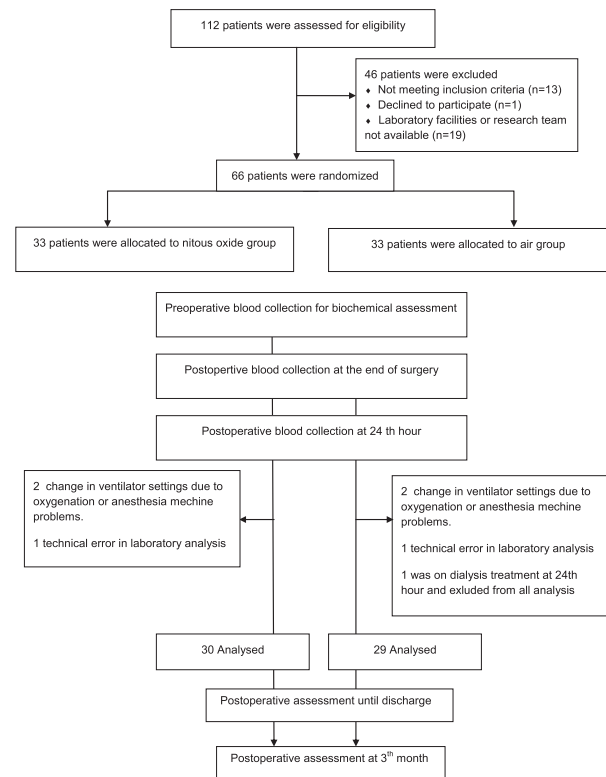 112 patients were assessed for eligibility
46 patients were excluded
♦ Not meeting inclusion criteria (n=13)
♦ Declined to participate (n=1)
♦ Laboratory facilities or research team
not available (n=19)
66 patients were randomized
33 patients were allocated to nitous oxide group
33 patients were allocated to air group
Preoperative blood collection for biochemical assessment
Postopertive blood collection at the end of surgery
Postoperative blood collection at 24 th hour
2 change in ventilator settings due to
oxygenation or anesthesia mechine
problems.
1 technical error in laboratory analysis
2 change in ventilator settings due to
oxygenation or anesthesia mechine
problems.
1 technical error in laboratory analysis
1 was on dialysis treatment at 24th
hour and exluded from all analysis
30 Analysed
29 Analysed
Postoperative assessment until discharge
Postoperative assessment at 3th month